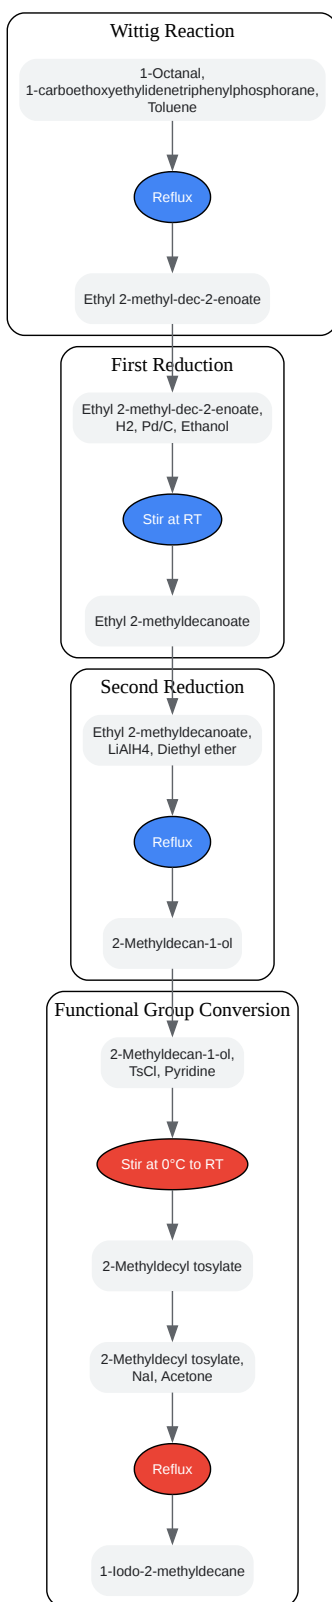 Wittig Reaction
1-Octanal,
1-carboethoxyethylidenetriphenylphosphorane,
Toluene
Reflux
Ethyl 2-methyl-dec-2-enoate
First Reduction
Ethyl 2-methyl-dec-2-enoate,
H2, Pd/C, Ethanol
Stir at RT
Ethyl 2-methyldecanoate
Second Reduction
Ethyl 2-methyldecanoate,
LiAlH4, Diethyl ether
Reflux
2-Methyldecan-1-ol
Functional Group Conversion
2-Methyldecan-1-ol,
TsCl, Pyridine
Stir at 0°C to RT
2-Methyldecyl tosylate
2-Methyldecyl tosylate,
NaI, Acetone
Reflux
1-Iodo-2-methyldecane